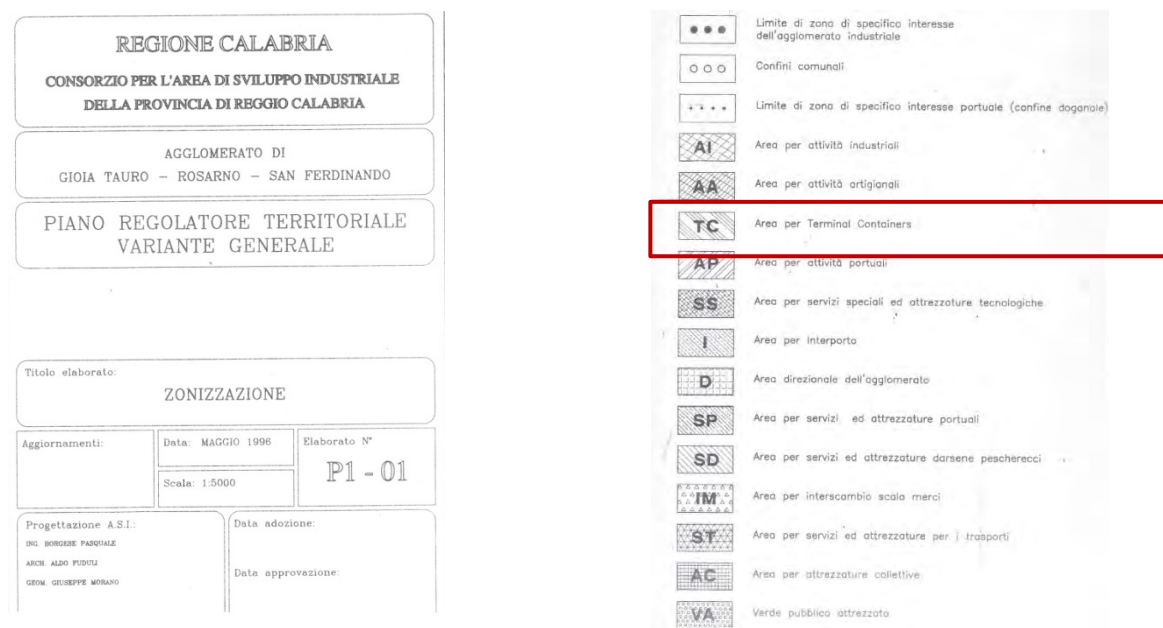 REGIONE CALABRIA
CONSORZIO PER L'AREA DI SVILUPPO INDUSTRIALE
DELLA PROVINCIA DI REGGIO CALABRIA
AGGLOMERATO DI
GIOIA TAURO – ROSARNO – SAN FERDINANDO
PIANO REGOLATORE TERRITORIALE
VARIANTE GENERALE
Titolo elaborato:
ZONIZZAZIONE
Aggiornamenti:
Data: MAGGIO 1996
Scala: 1:5000
Elaborato N°
P1 - 01
Progettazione A.S.I.:
ING. BORGESE PASQUALE
ARCH. ALDO FUDULI
GEOM. GIUSEPPE MORANO
Data adozione:
Data approvazione:
Limite di zona di specifico interesse
dell'agglomerato industriale
Confini comunali
Limite di zona di specifico interesse portuale (confine doganale)
AI Area per attività industriali
AA Area per attività artigianali
TC Area per Terminal Containers
AP Area per attività portuali
SS Area per servizi speciali ed attrezzature tecnologiche
I Area per Interporto
D Area direzionale dell'agglomerato
SP Area per servizi ed attrezzature portuali
SD Area per servizi ed attrezzature darsene pescherecci
IM Area per interscambio scalo merci
ST Area per servizi ed attrezzature per i trasporti
AC Area per attrezzature collettive
VA Verde pubblico attrezzato